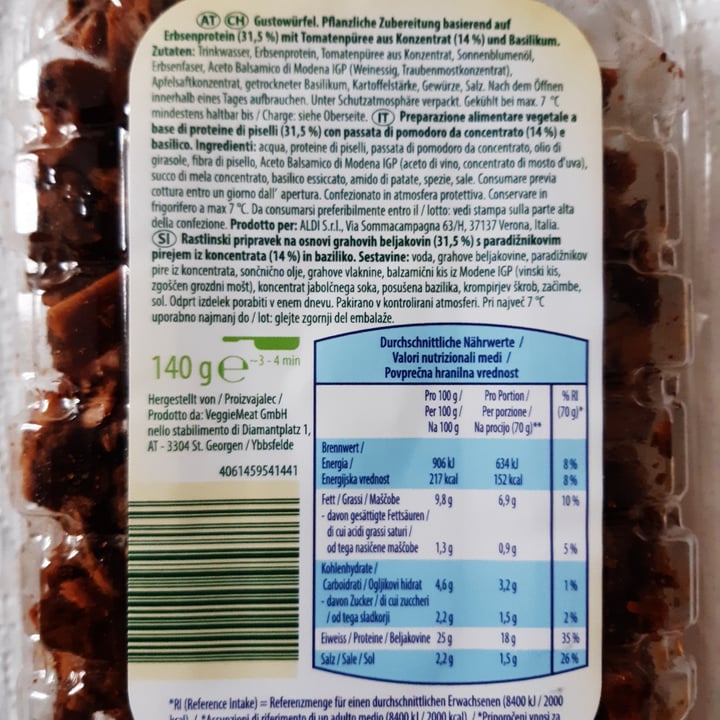 AT CH Gustowürfel. Pflanzliche Zubereitung basierend auf
Erbsenprotein (31,5 %) mit Tomatenpüree aus Konzentrat (14 %) und Basilikum.
Zutaten: Trinkwasser, Erbsenprotein, Tomatenpüree aus Konzentrat, Sonnenblumenöl,
Erbsenfaser, Aceto Balsamico di Modena IGP (Weinessig, Traubenmostkonzentrat),
Apfelsaftkonzentrat, getrockneter Basilikum, Kartoffelstärke, Gewürze, Salz. Nach dem Öffnen
innerhalb eines Tages aufbrauchen. Unter Schutzatmosphäre verpackt. Gekühlt bei max. 7 °C
mindestens haltbar bis / Charge: siehe Oberseite. IT Preparazione alimentare vegetale a
base di proteine di piselli (31,5 %) con passata di pomodoro da concentrato (14 %) e
basilico. Ingredienti: acqua, proteine di piselli, passata di pomodoro da concentrato, olio di
girasole, fibra di pisello, Aceto Balsamico di Modena IGP (aceto di vino, concentrato di mosto d'uva),
succo di mela concentrato, basilico essiccato, amido di patate, spezie, sale. Consumare previa
cottura entro un giorno dall' apertura. Confezionato in atmosfera protettiva. Conservare in
frigorifero a max 7 °C. Da consumarsi preferibilmente entro il / lotto: vedi stampa sulla parte alta
della confezione. Prodotto per: ALDI S.r.l., Via Sommacampagna 63/H, 37137 Verona, Italia.
SI Rastlinski pripravek na osnovi grahovih beljakovin (31,5 %) s paradižnikovim
pirejem iz koncentrata (14 %) in baziliko. Sestavine: voda, grahove beljakovine, paradižnikov
pire iz koncentrata, sončnično olje, grahove vlaknine, balzamični kis iz Modene IGP (vinski kis,
zgoščen grozdni mošt), koncentrat jabolčnega soka, posušena bazilika, krompirjev škrob, začimbe,
sol. Odprt izdelek porabiti v enem dnevu. Pakirano v kontrolirani atmosferi. Pri največ 7 °C
uporabno najmanj do / lot: glejte zgornji del embalaže.
140 g e ~3 - 4 min
Hergestellt von / Proizvajalec /
Prodotto da: VeggieMeat GmbH
nello stabilimento di Diamantplatz 1,
AT - 3304 St. Georgen / Ybbsfelde
4061459541441
Durchschnittliche Nährwerte /
Valori nutrizionali medi /
Povprečna hranilna vrednost
Pro 100 g / Pro Portion / % RI
Per 100 g / Per porzione / (70 g)*
Na 100 g Na porcijo (70 g)**
Brennwert /
Energia / 906 kJ 634 kJ 8%
Energijska vrednost 217 kcal 152 kcal 8%
Fett / Grassi / Maščobe 9,8 g 6,9 g 10 %
- davon gesättigte Fettsäuren /
di cui acidi grassi saturi /
od tega nasičene maščobe 1,3 g 0,9 g 5%
Kohlenhydrate /
Carboidrati / Ogljikovi hidrat 4,6 g 3,2 g 1%
- davon Zucker / di cui zuccheri
/ od tega sladkorji 2,2 g 1,5 g 2%
Eiweiss / Proteine / Beljakovine 25 g 18 g 35 %
Salz / Sale / Sol 2,2 g 1,5 g 26 %
*RI (Reference Intake) = Referenzmenge für einen durchschnittlichen Erwachsenen (8400 kJ / 2000
kcal) / *Assunzioni di riferimento di un adulto medio (8400 kJ / 2000 kcal) / *Priporočeni vnosi za